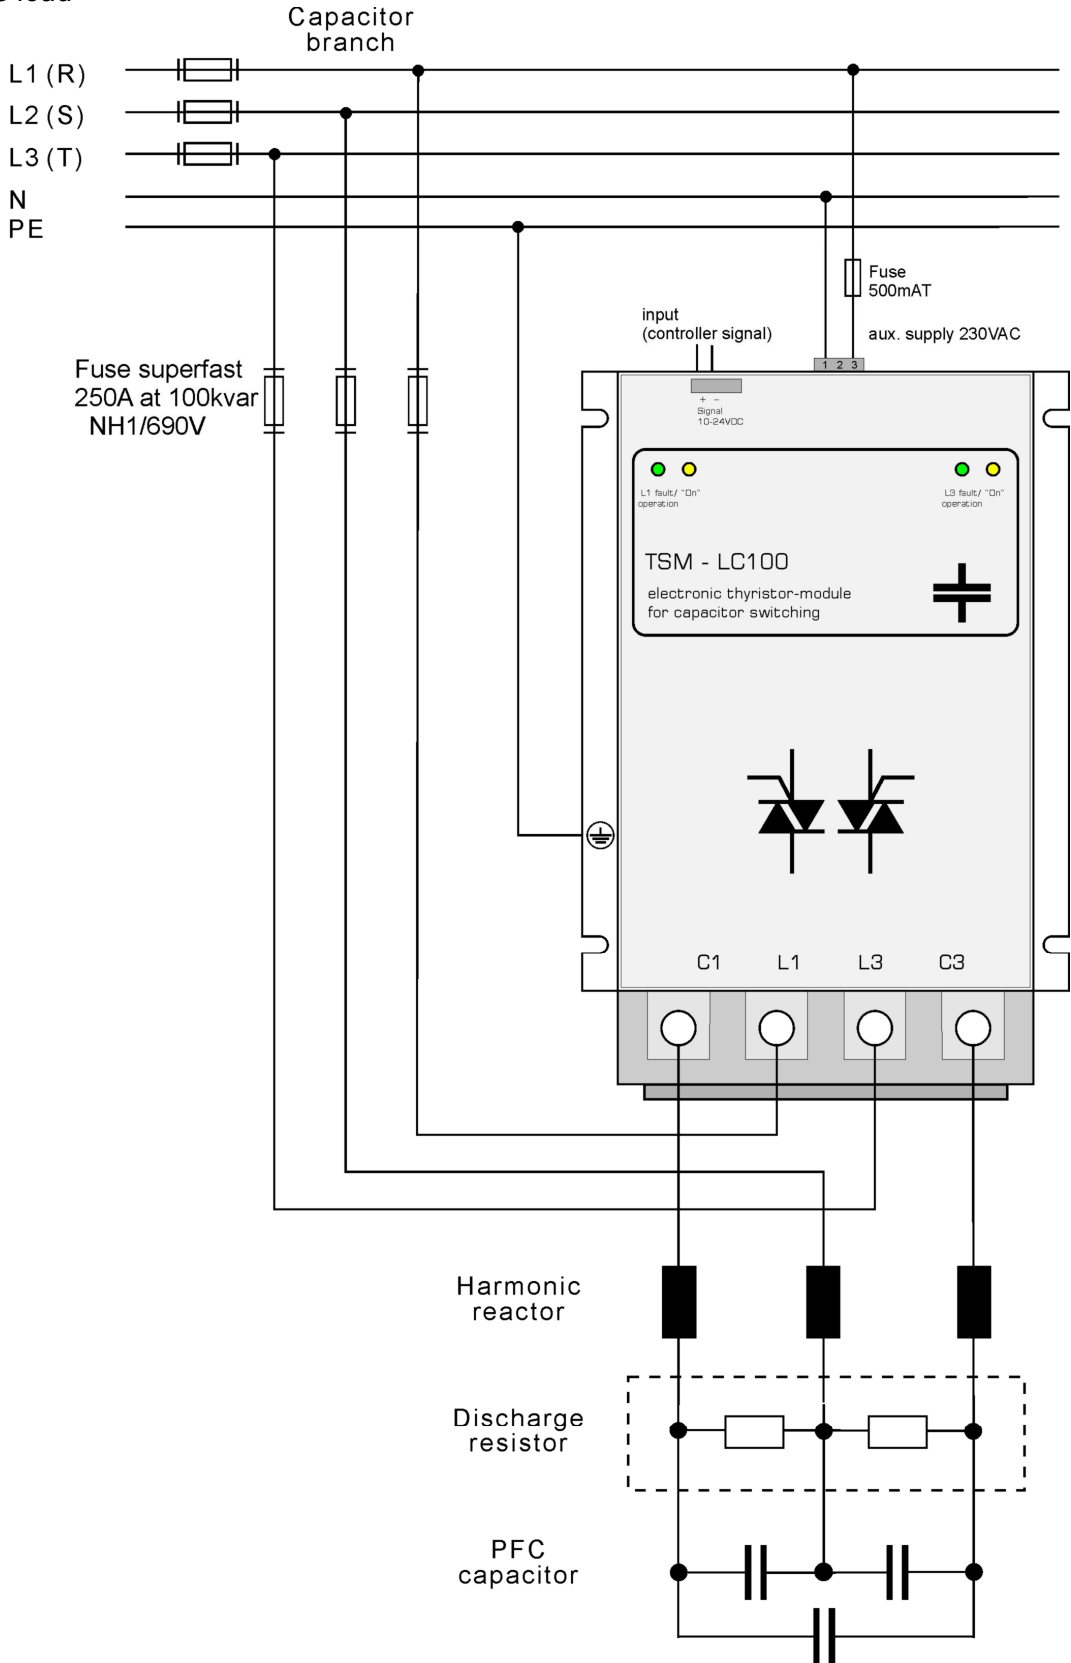 Capacitor
branch
L1 (R)
L2 (S)
L3 (T)
N
PE
Fuse
500mAT
input
(controller signal)
aux. supply 230VAC
1 2 3
Fuse superfast
250A at 100kvar
NH1/690V
+ -
Signal
10-24VDC
L1 fault/ "On"
operation
L3 fault/ "On"
operation
TSM - LC100
electronic thyristor-module
for capacitor switching
C1 L1 L3 C3
Harmonic
reactor
Discharge
resistor
PFC
capacitor